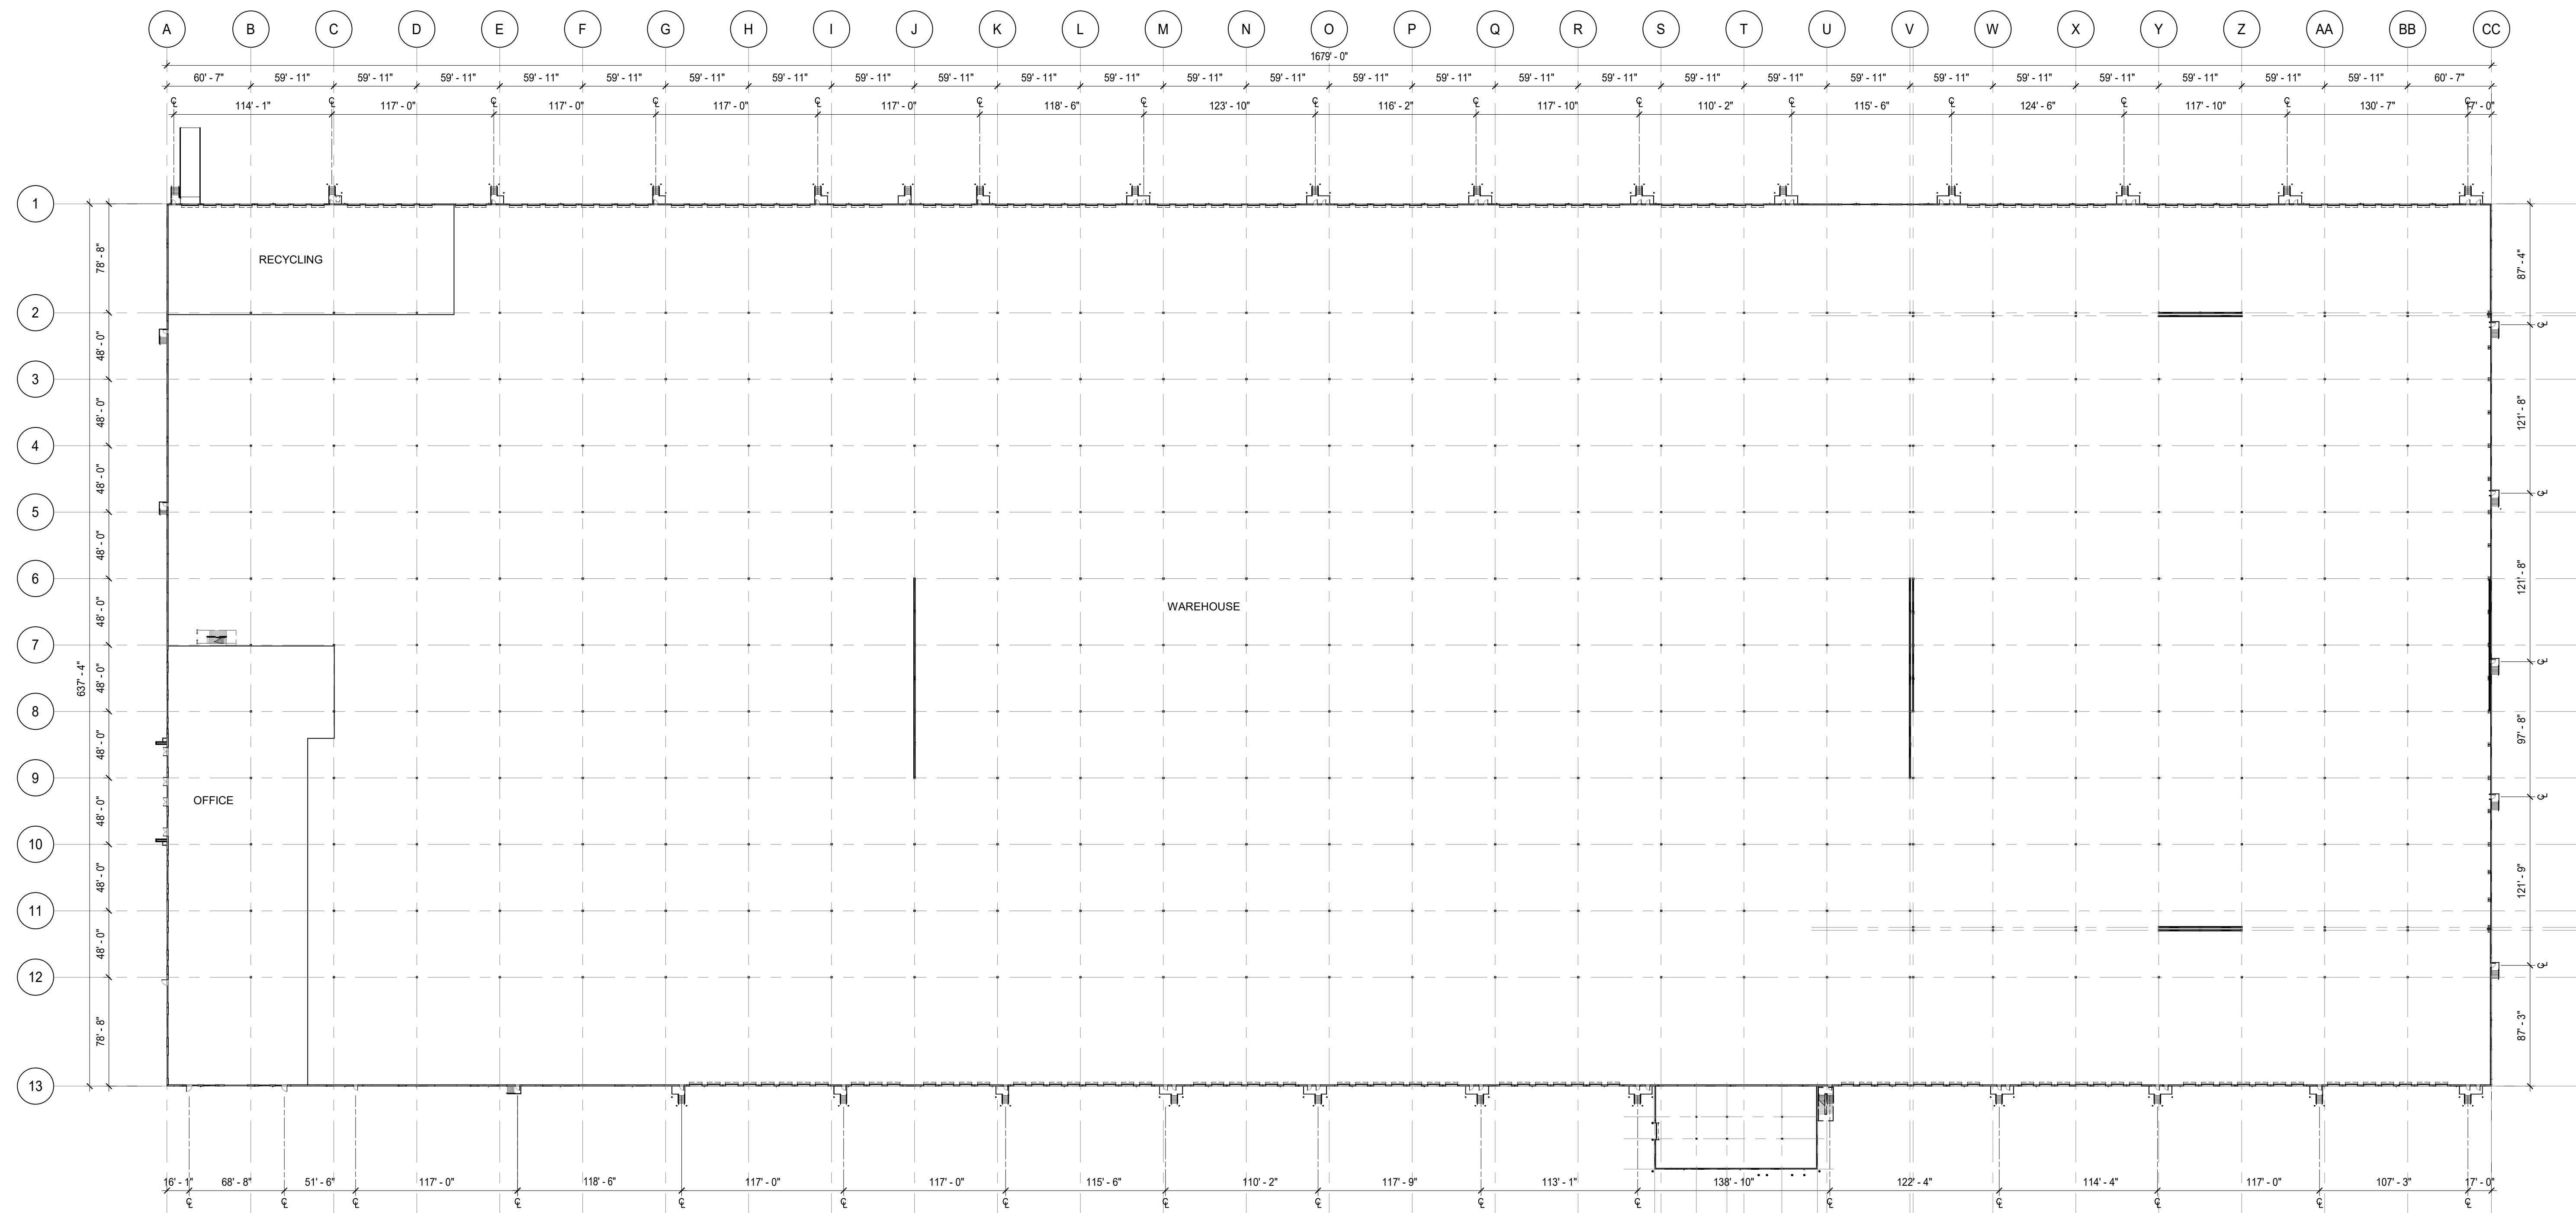 A B C D E F G H I J K L M N O P Q R S T U V W X Y Z AA BB CC
1679' - 0"
60' - 7" 59' - 11" 59' - 11" 59' - 11" 59' - 11" 59' - 11" 59' - 11" 59' - 11" 59' - 11" 59' - 11" 59' - 11" 59' - 11" 59' - 11" 59' - 11" 59' - 11" 59' - 11" 59' - 11" 59' - 11" 59' - 11" 59' - 11" 59' - 11" 59' - 11" 59' - 11" 59' - 11" 59' - 11" 59' - 11" 59' - 11" 60' - 7"
114' - 1" 117' - 0" 117' - 0" 117' - 0" 117' - 0" 118' - 6" 123' - 10" 116' - 2" 117' - 10" 110' - 2" 115' - 6" 124' - 6" 117' - 10" 130' - 7" 17' - 0"
1
78' - 8"
RECYCLING
87' - 4"
2
48' - 0"
3
48' - 0"
121' - 8"
4
48' - 0"
5
48' - 0"
121' - 8"
6
WAREHOUSE
48' - 0"
7
637' - 4"
48' - 0"
8
97' - 8"
48' - 0"
9
OFFICE
48' - 0"
10
48' - 0"
121' - 9"
11
48' - 0"
12
78' - 8"
87' - 3"
13
16' - 1" 68' - 8" 51' - 6" 117' - 0" 118' - 6" 117' - 0" 117' - 0" 115' - 6" 110' - 2" 117' - 9" 113' - 1" 138' - 10" 122' - 4" 114' - 4" 117' - 0" 107' - 3" 17' - 0"